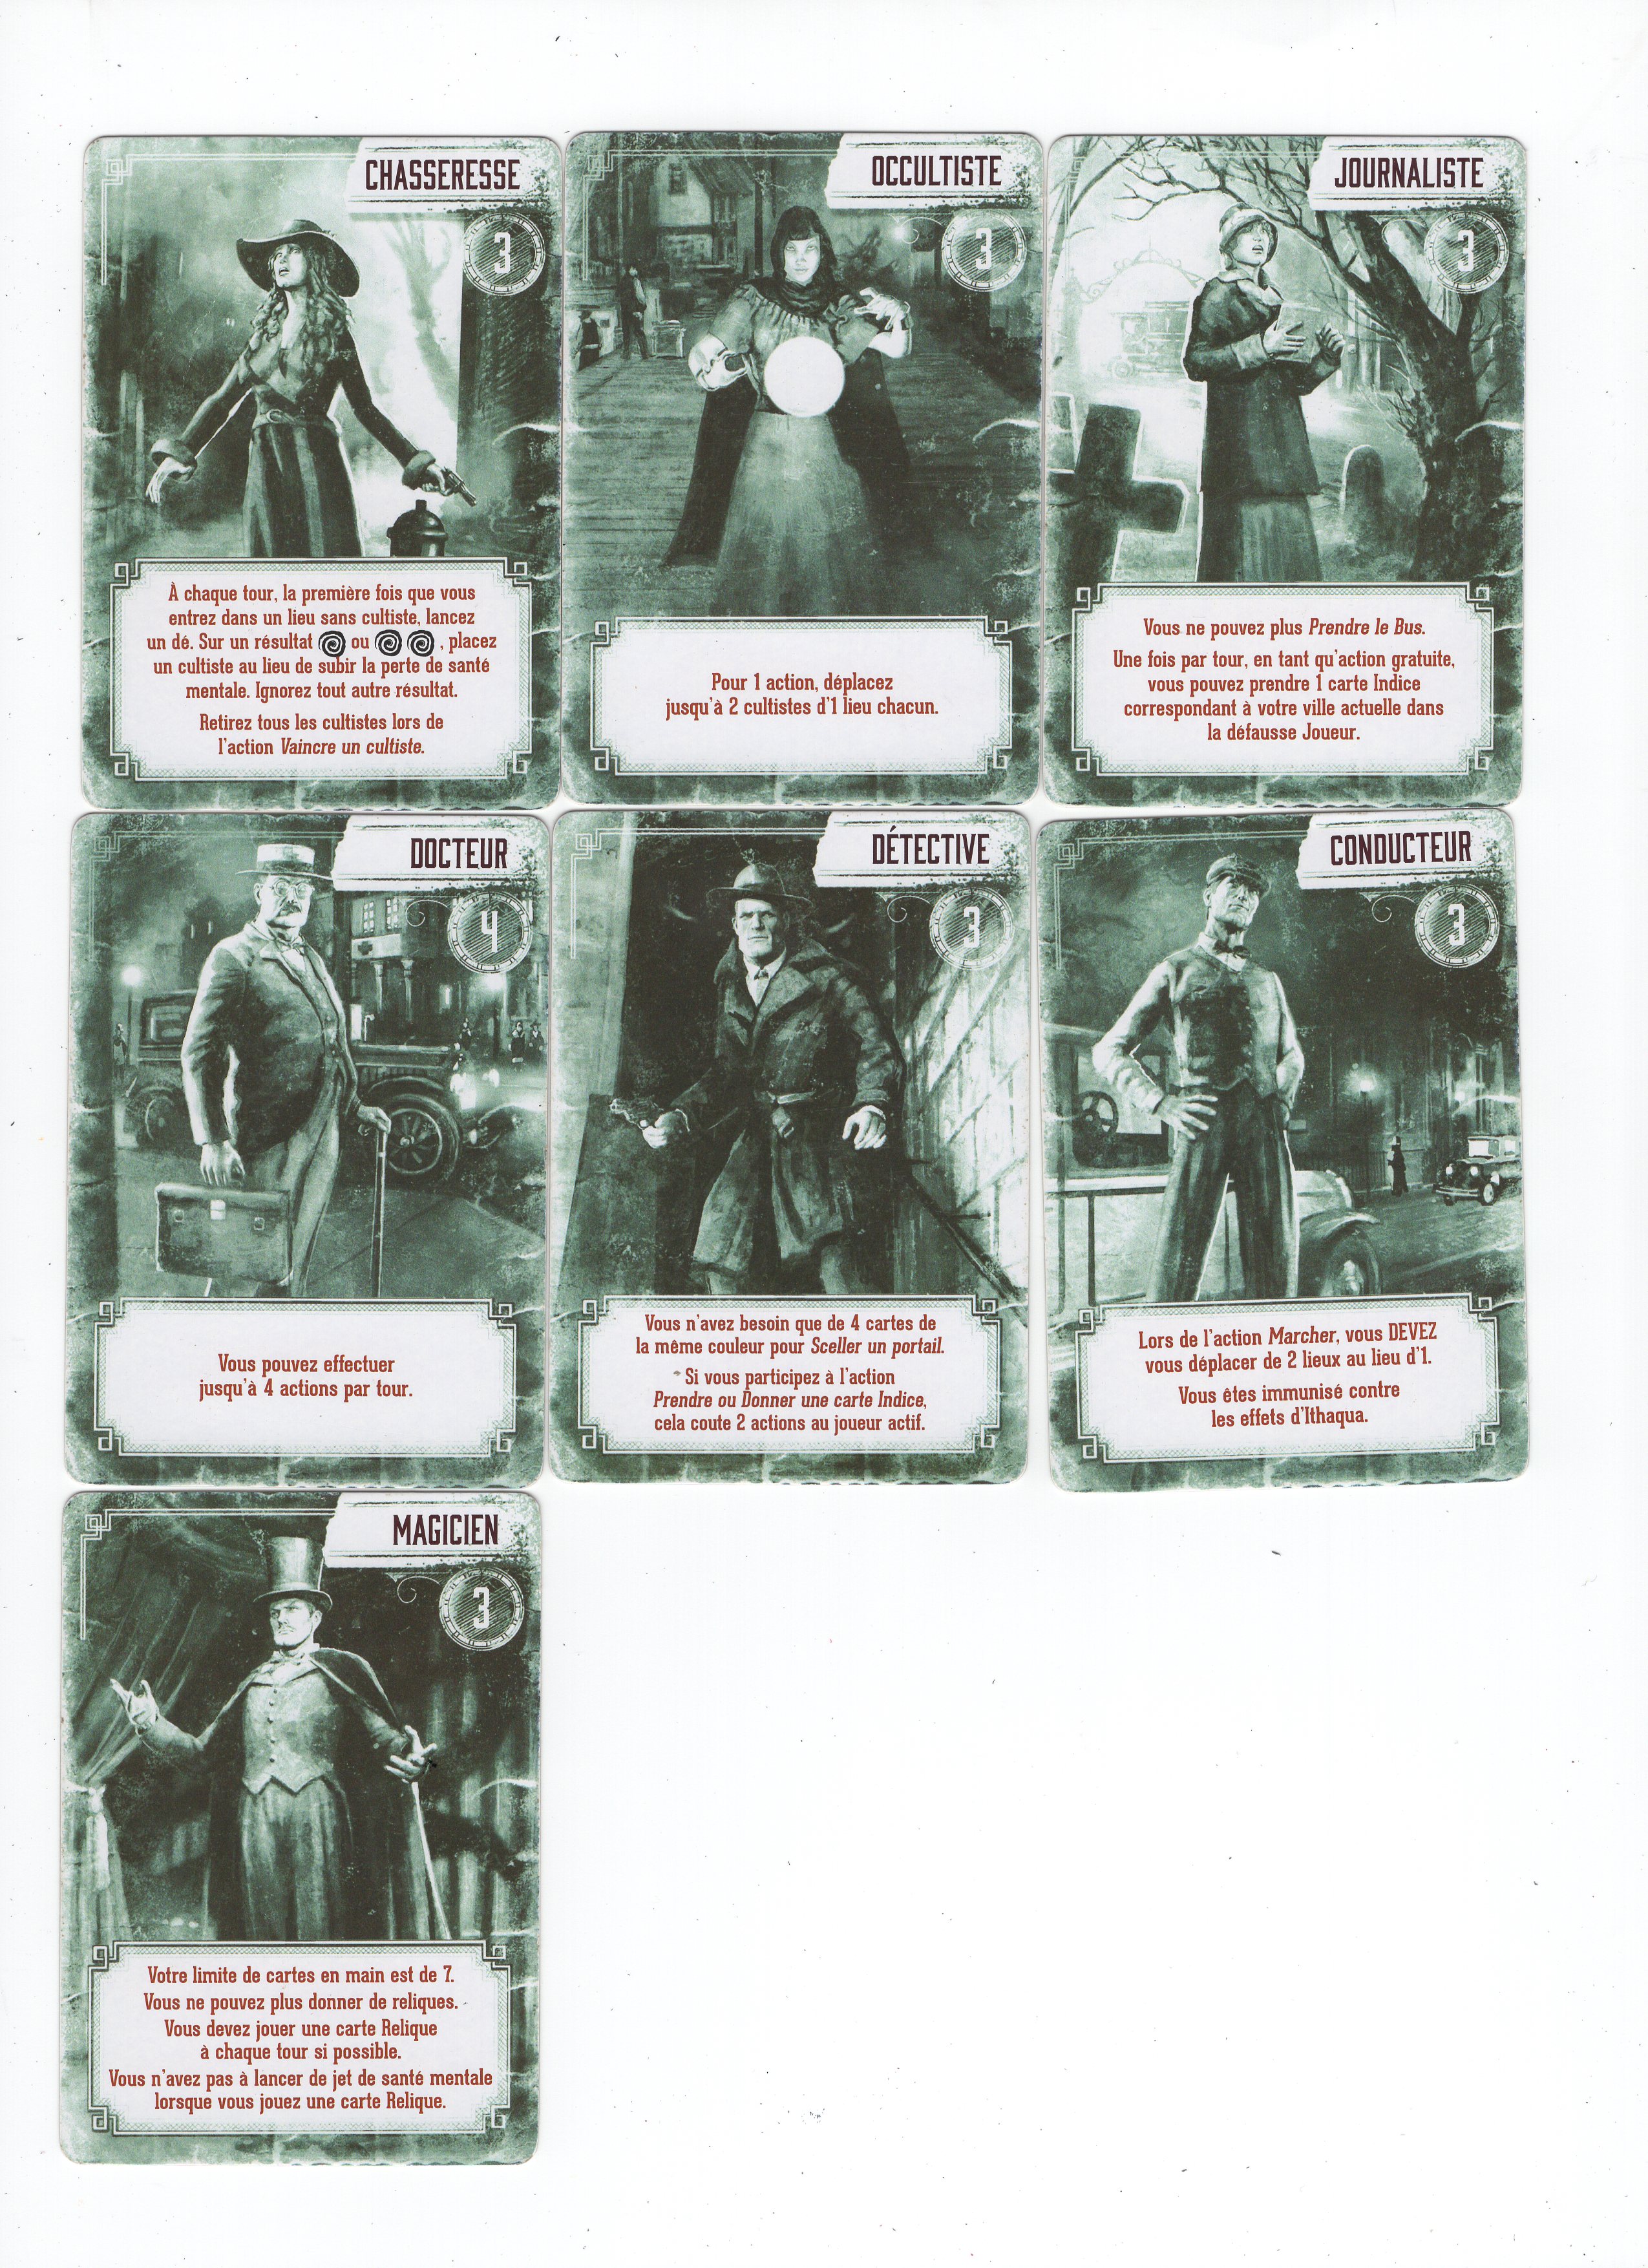 CHASSERESSE
3
À chaque tour, la première fois que vous
entrez dans un lieu sans cultiste, lancez
un dé. Sur un résultat ou , placez
un cultiste au lieu de subir la perte de santé
mentale. Ignorez tout autre résultat.
Retirez tous les cultistes lors de
l'action Vaincre un cultiste.
OCCULTISTE
3
Pour 1 action, déplacez
jusqu'à 2 cultistes d'1 lieu chacun.
JOURNALISTE
3
Vous ne pouvez plus Prendre le Bus.
Une fois par tour, en tant qu'action gratuite,
vous pouvez prendre 1 carte Indice
correspondant à votre ville actuelle dans
la défausse Joueur.
DOCTEUR
4
Vous pouvez effectuer
jusqu'à 4 actions par tour.
DÉTECTIVE
3
Vous n'avez besoin que de 4 cartes de
la même couleur pour Sceller un portail.
Si vous participez à l'action
Prendre ou Donner une carte Indice,
cela coute 2 actions au joueur actif.
CONDUCTEUR
3
Lors de l'action Marcher, vous DEVEZ
vous déplacer de 2 lieux au lieu d'1.
Vous êtes immunisé contre
les effets d'Ithaqua.
MAGICIEN
3
Votre limite de cartes en main est de 7.
Vous ne pouvez plus donner de reliques.
Vous devez jouer une carte Relique
à chaque tour si possible.
Vous n'avez pas à lancer de jet de santé mentale
lorsque vous jouez une carte Relique.